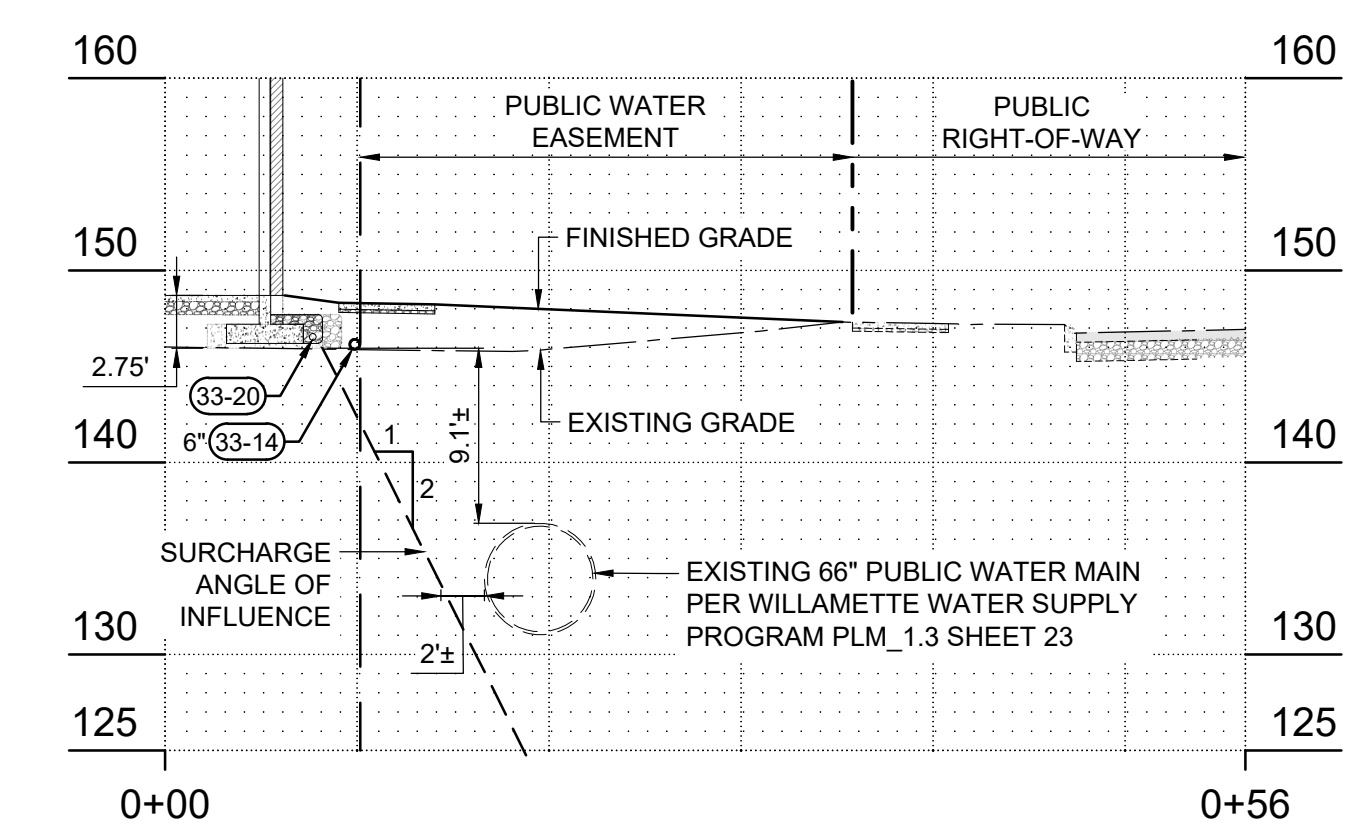 160
160
PUBLIC WATER
EASEMENT
PUBLIC
RIGHT-OF-WAY
150
150
FINISHED GRADE
2.75'
33-20
EXISTING GRADE
140
140
6" 33-14
9.1'±
1
2
SURCHARGE
ANGLE OF
INFLUENCE
EXISTING 66" PUBLIC WATER MAIN
PER WILLAMETTE WATER SUPPLY
PROGRAM PLM_1.3 SHEET 23
130
130
2'±
125
125
0+00
0+56